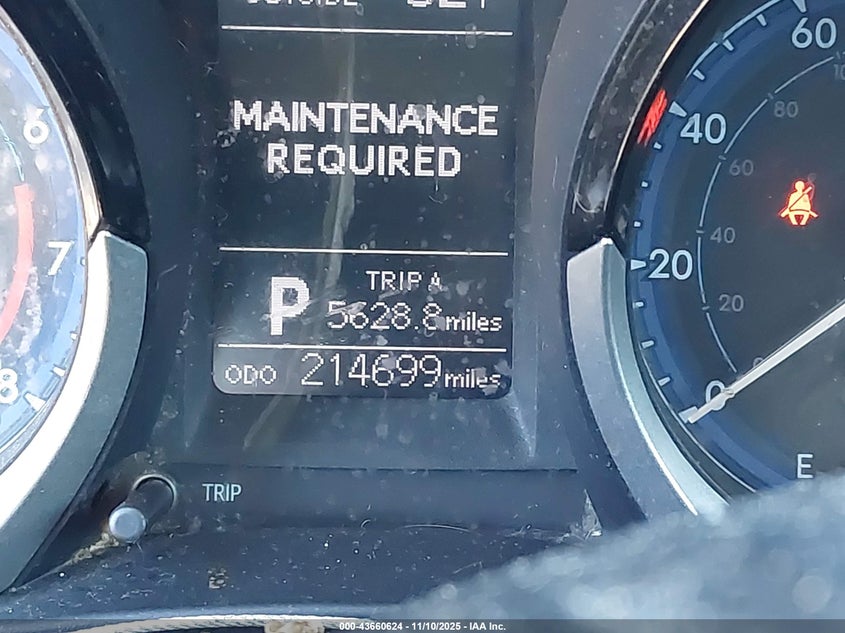 MAINTENANCE
REQUIRED
TRIP A
P 5628.8 miles
ODO 214699 miles
TRIP
6
7
8
60
40
20
0
80
60
40
20
E
000-43660624 - 11/10/2025 - IAA Inc.